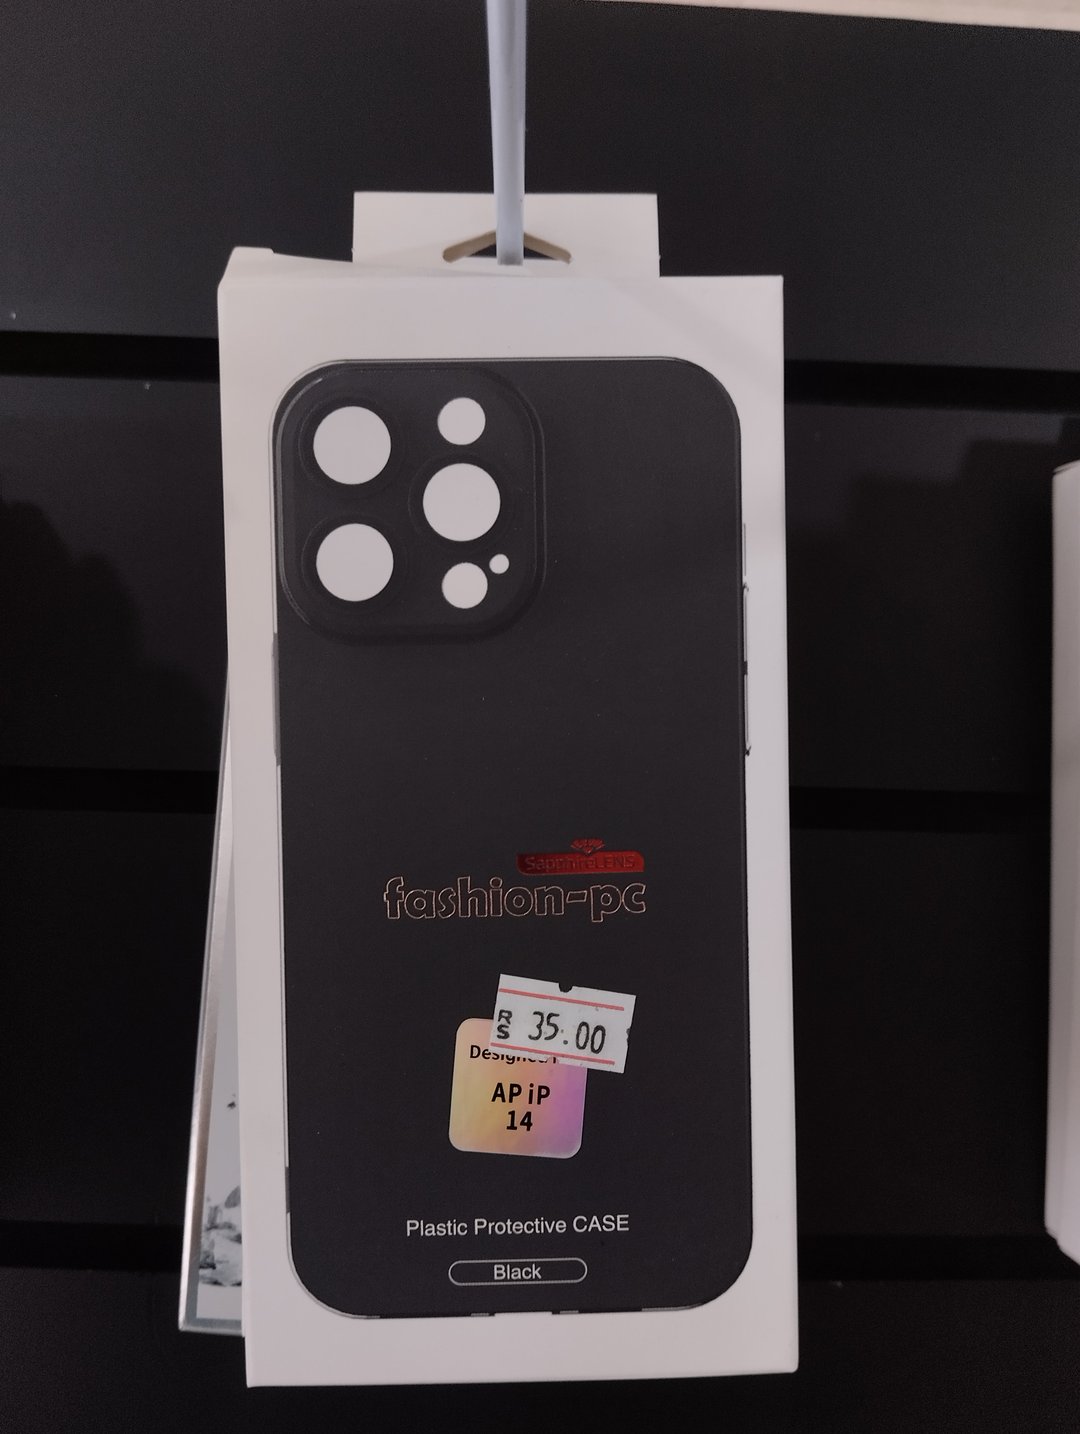 SapphireLENS
fashion-pc
RS 35.00
AP iP
14
Plastic Protective CASE
Black